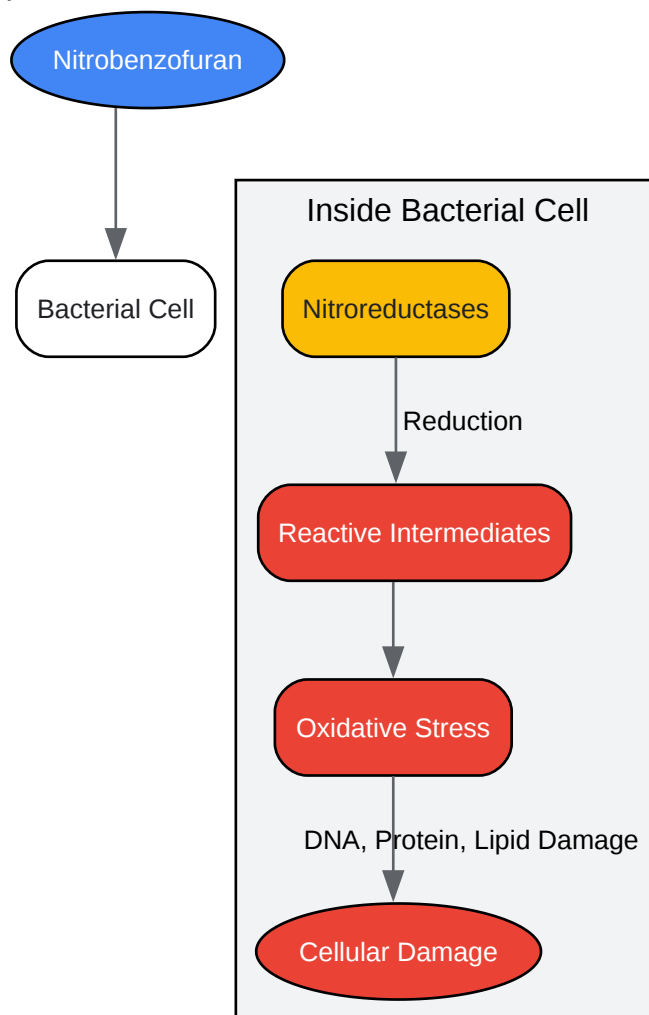 Nitrobenzofuran
Inside Bacterial Cell
Bacterial Cell
Nitroreductases
Reduction
Reactive Intermediates
Oxidative Stress
DNA, Protein, Lipid Damage
Cellular Damage